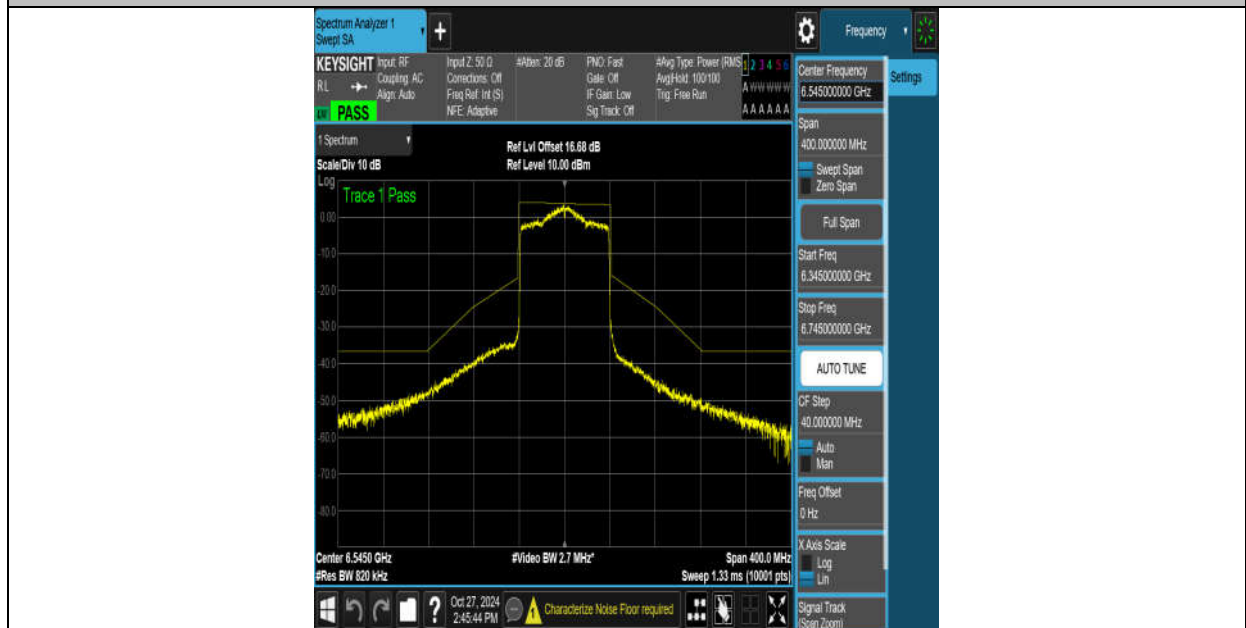 Spectrum Analyzer 1
Swept SA
+
Frequency
KEYSIGHT
RL
PASS
Input: RF
Coupling: AC
Align: Auto
Input Z: 50 Ω
Corrections: Off
Freq Ref: Int (S)
NFE: Adaptive
#Atten: 20 dB
PNO: Fast
Gate: Off
IF Gain: Low
Sig Track: Off
#Avg Type: Power (RMS
Avg|Hold: 100/100
Trig: Free Run
1 2 3 4 5 6
A W W W W W
A A A A A A
1 Spectrum
Scale/Div 10 dB
Ref Lvl Offset 16.68 dB
Ref Level 10.00 dBm
Log
Trace 1 Pass
0.00
-10.0
-20.0
-30.0
-40.0
-50.0
-60.0
-70.0
-80.0
Center 6.5450 GHz
#Res BW 820 kHz
#Video BW 2.7 MHz*
Span 400.0 MHz
Sweep 1.33 ms (10001 pts)
Oct 27, 2024
2:45:44 PM
Characterize Noise Floor required
Center Frequency
6.545000000 GHz
Settings
Span
400.000000 MHz
Swept Span
Zero Span
Full Span
Start Freq
6.345000000 GHz
Stop Freq
6.745000000 GHz
AUTO TUNE
CF Step
40.000000 MHz
Auto
Man
Freq Offset
0 Hz
X Axis Scale
Log
Lin
Signal Track
(Span Zoom)